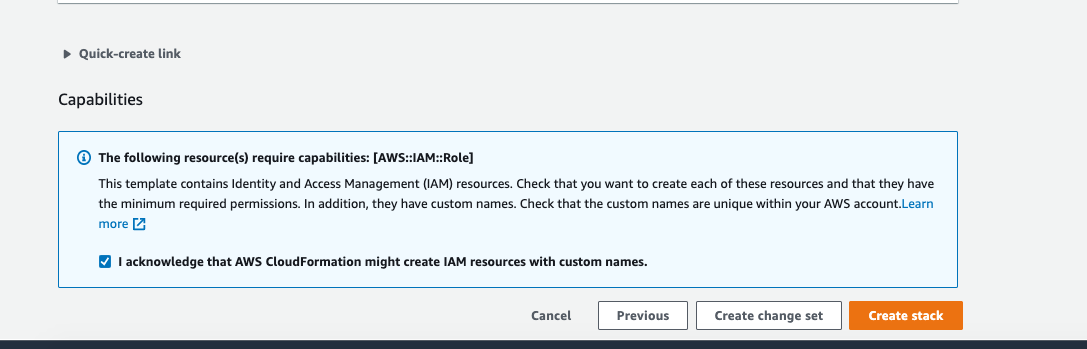 Quick-create link
Capabilities
The following resource(s) require capabilities: [AWS::IAM::Role]
This template contains Identity and Access Management (IAM) resources. Check that you want to create each of these resources and that they have
the minimum required permissions. In addition, they have custom names. Check that the custom names are unique within your AWS account.Learn
more
I acknowledge that AWS CloudFormation might create IAM resources with custom names.
Cancel Previous Create change set Create stack